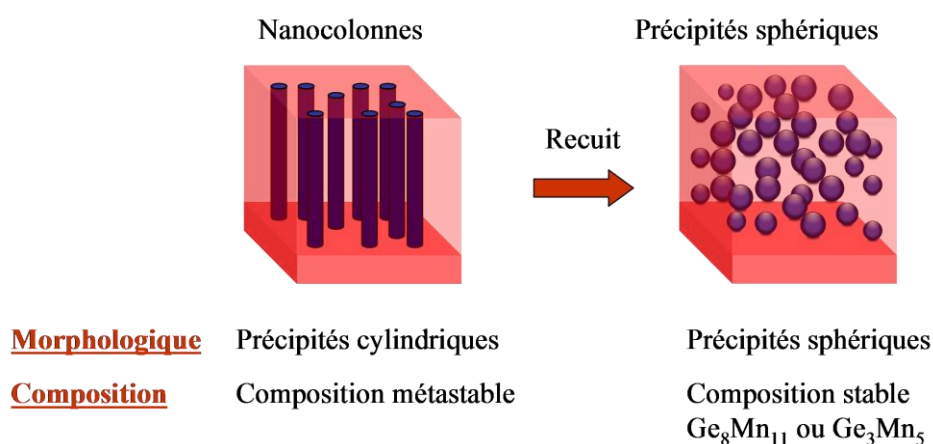 Nanocolonnes Précipités sphériques
Recuit
Morphologique Précipités cylindriques Précipités sphériques
Composition Composition métastable Composition stable
Ge₈Mn₁₁ ou Ge₃Mn₅